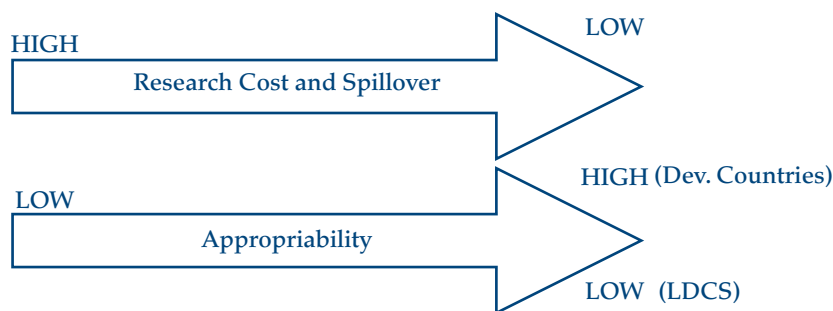 LOW
HIGH
Research Cost and Spillover
HIGH (Dev. Countries)
LOW
Appropriability
LOW (LDCS)